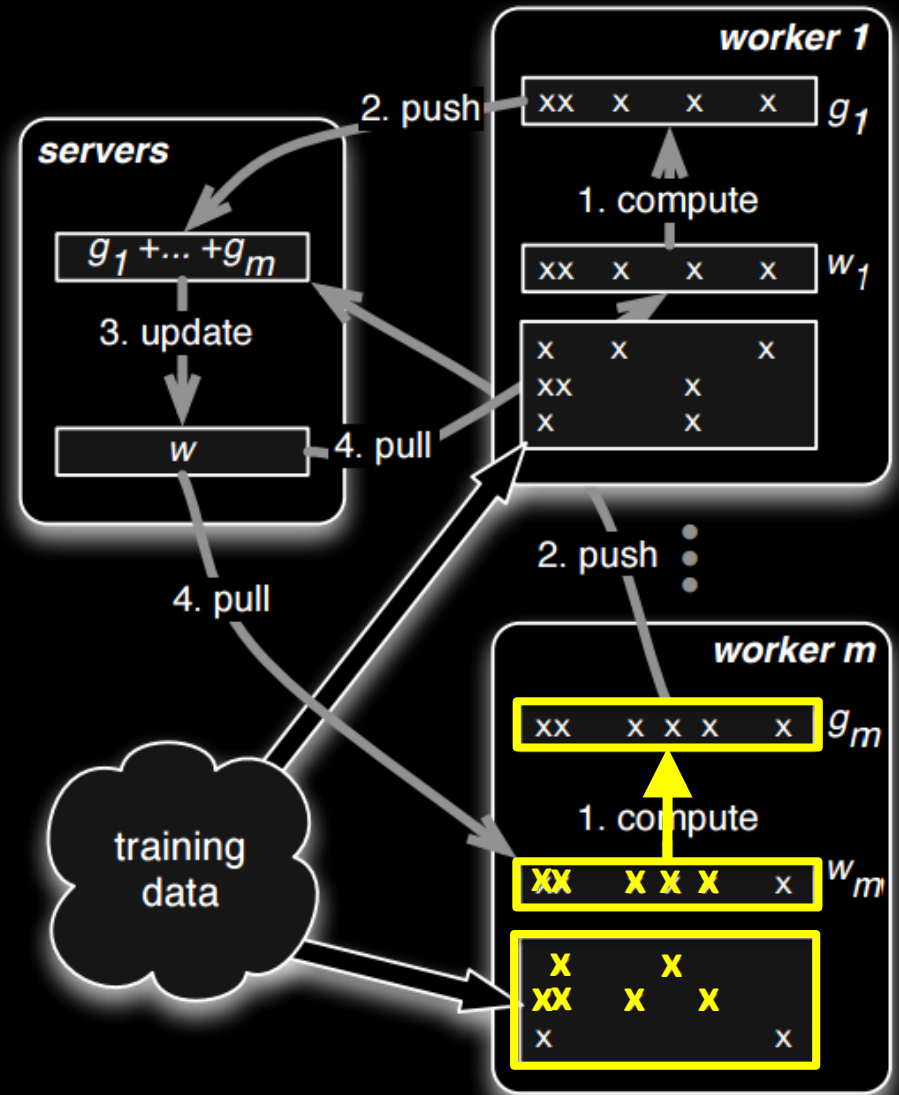 worker 1
xx x x x g1
2. push
servers
1. compute
g1 +... +gm
xx x x x w1
3. update
x x x
xx x
x x
w
4. pull
2. push
4. pull
worker m
xx x x x x gm
1. compute
training
data
xx x x x x wm
x x
xx x x
x x